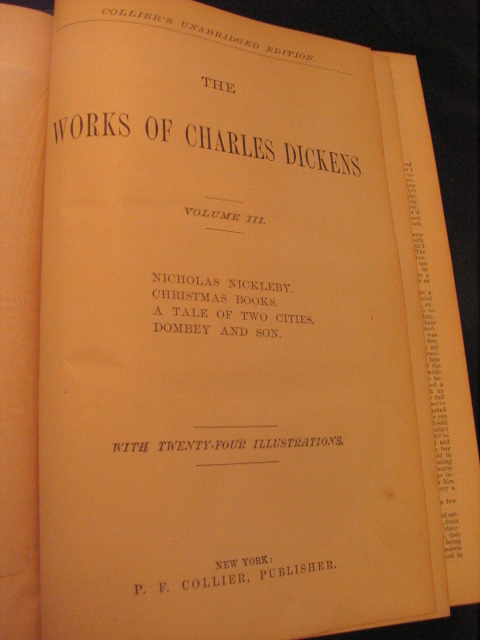 COLLIER'S UNABRIDGED EDITION.
THE
WORKS OF CHARLES DICKENS
VOLUME III.
NICHOLAS NICKLEBY.
CHRISTMAS BOOKS.
A TALE OF TWO CITIES.
DOMBEY AND SON.
WITH TWENTY-FOUR ILLUSTRATIONS.
NEW YORK:
P. F. COLLIER, PUBLISHER.